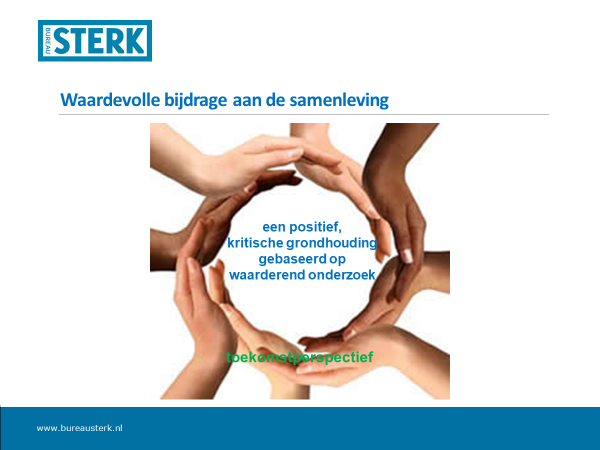 BUREAU
STERK
Waardevolle bijdrage aan de samenleving
een positief,
kritische grondhouding
gebaseerd op
waarderend onderzoek
toekomstperspectief
www.bureausterk.nl